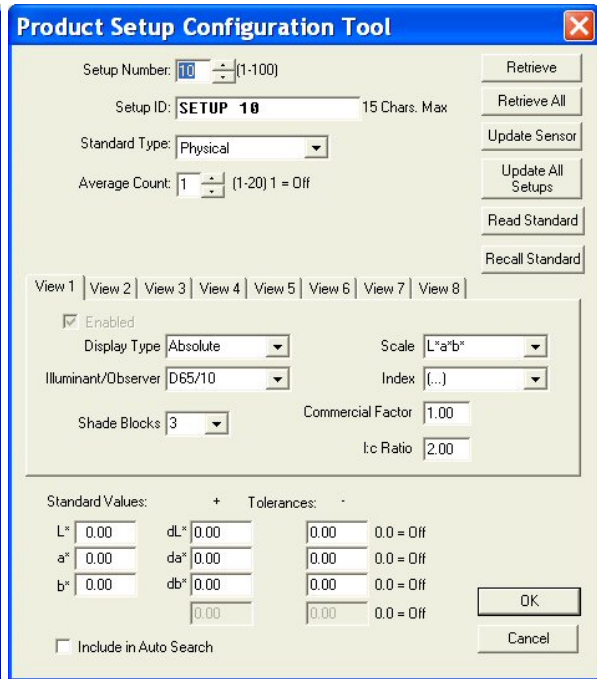 Product Setup Configuration Tool
Setup Number: 10 (1-100)
Retrieve
Setup ID: SETUP 10 15 Chars. Max
Retrieve All
Standard Type: Physical
Update Sensor
Average Count: 1 (1-20) 1 = Off
Update All
Setups
Read Standard
Recall Standard
View 1 View 2 View 3 View 4 View 5 View 6 View 7 View 8
Enabled
Display Type Absolute Scale L*a*b*
Illuminant/Observer D65/10 Index (...)
Shade Blocks 3 Commercial Factor 1.00
l:c Ratio 2.00
Standard Values: + Tolerances: -
L* 0.00 dL* 0.00 0.00 0.0 = Off
a* 0.00 da* 0.00 0.00 0.0 = Off
b* 0.00 db* 0.00 0.00 0.0 = Off
0.00 0.00 0.0 = Off
OK
Include in Auto Search
Cancel